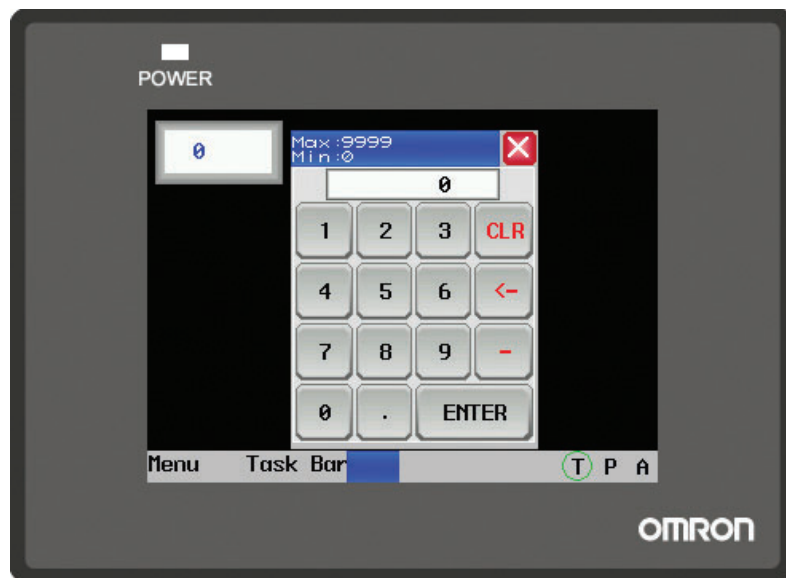 POWER
0
Max:9999
Min:0
0
1 2 3 CLR
4 5 6 <-
7 8 9 -
0 . ENTER
Menu Task Bar T P A
OMRON